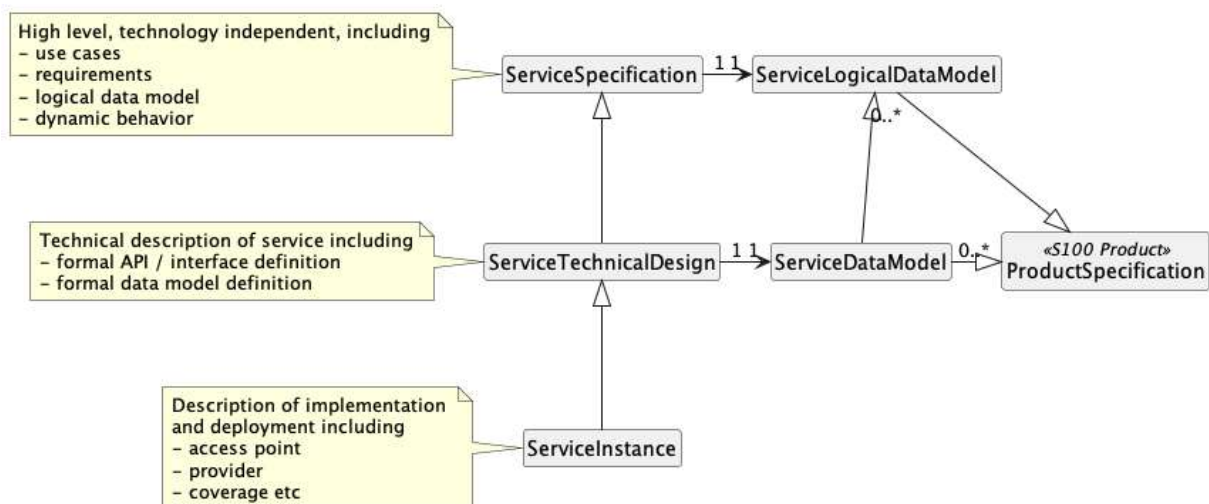 High level, technology independent, including
– use cases
– requirements
– logical data model
– dynamic behavior
ServiceSpecification
1 1
ServiceLogicalDataModel
0..*
Technical description of service including
– formal API / interface definition
– formal data model definition
ServiceTechnicalDesign
1 1
ServiceDataModel
0..*
«S100 Product»
ProductSpecification
Description of implementation
and deployment including
– access point
– provider
– coverage etc
ServiceInstance